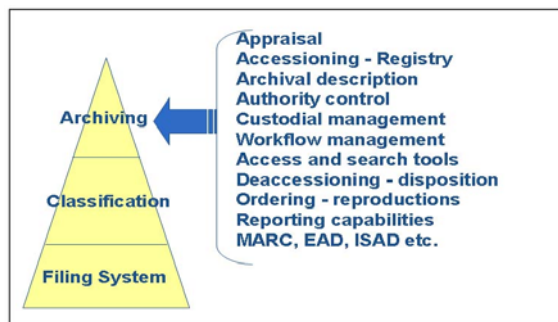 Appraisal
Accessioning - Registry
Archival description
Authority control
Custodial management
Workflow management
Access and search tools
Deaccessioning - disposition
Ordering - reproductions
Reporting capabilities
MARC, EAD, ISAD etc.
Archiving
Classification
Filing System